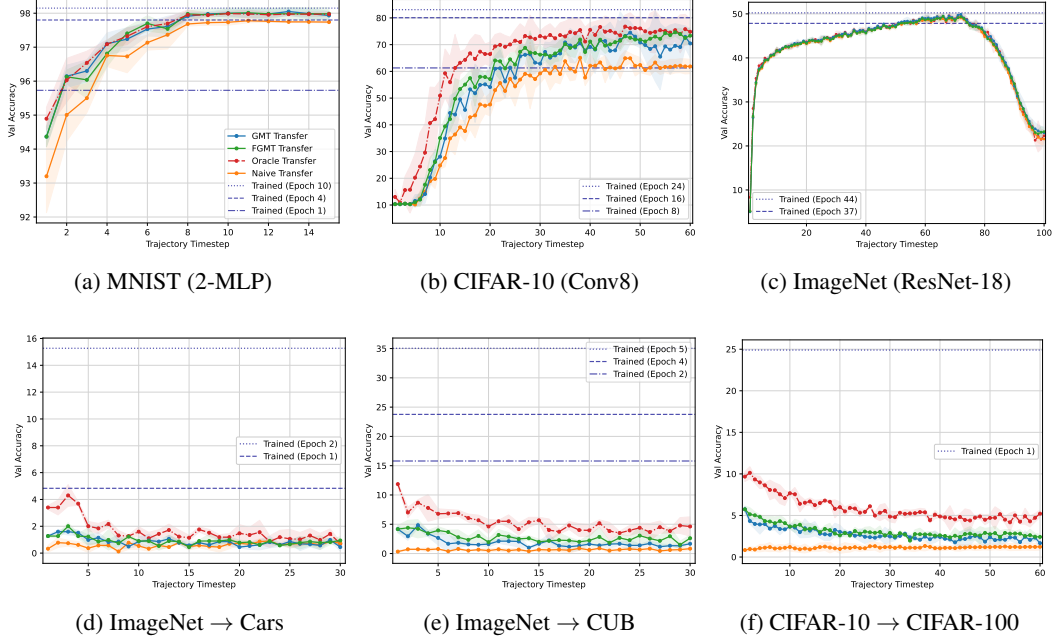 98
97
96
95
94
93
92
Val Accuracy
2
4
6
8
10
12
14
Trajectory Timestep
GMT Transfer
FGMT Transfer
Oracle Transfer
Naive Transfer
Trained (Epoch 10)
Trained (Epoch 4)
Trained (Epoch 1)
(a) MNIST (2-MLP)
80
70
60
50
40
30
20
10
Val Accuracy
10
20
30
40
50
60
Trajectory Timestep
Trained (Epoch 24)
Trained (Epoch 16)
Trained (Epoch 8)
(b) CIFAR-10 (Conv8)
50
40
30
20
10
Val Accuracy
20
40
60
80
100
Trajectory Timestep
Trained (Epoch 44)
Trained (Epoch 37)
(c) ImageNet (ResNet-18)
16
14
12
10
8
6
4
2
0
Val Accuracy
5
10
15
20
25
30
Trajectory Timestep
Trained (Epoch 2)
Trained (Epoch 1)
(d) ImageNet → Cars
35
30
25
20
15
10
5
0
Val Accuracy
5
10
15
20
25
30
Trajectory Timestep
Trained (Epoch 5)
Trained (Epoch 4)
Trained (Epoch 2)
(e) ImageNet → CUB
25
20
15
10
5
0
Val Accuracy
10
20
30
40
50
60
Trajectory Timestep
Trained (Epoch 1)
(f) CIFAR-10 → CIFAR-100